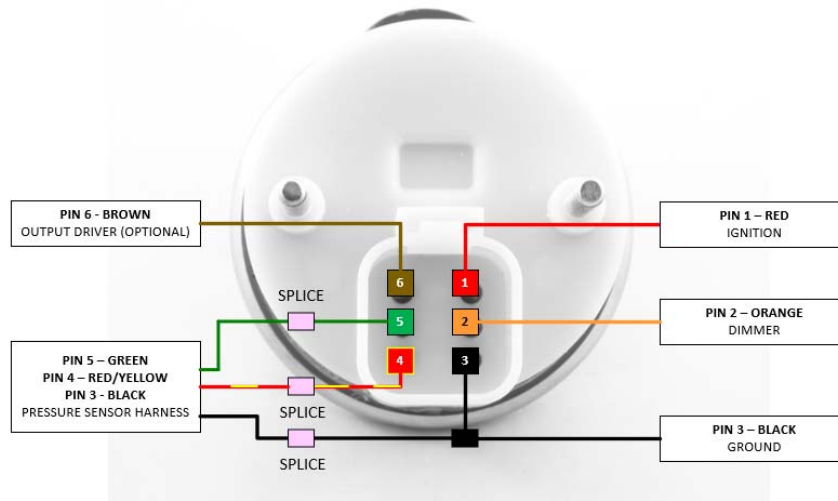 PIN 6 - BROWN
OUTPUT DRIVER (OPTIONAL)
PIN 1 – RED
IGNITION
6
1
SPLICE
5
2
PIN 2 – ORANGE
DIMMER
PIN 5 – GREEN
PIN 4 – RED/YELLOW
PIN 3 - BLACK
PRESSURE SENSOR HARNESS
4
3
SPLICE
SPLICE
PIN 3 – BLACK
GROUND